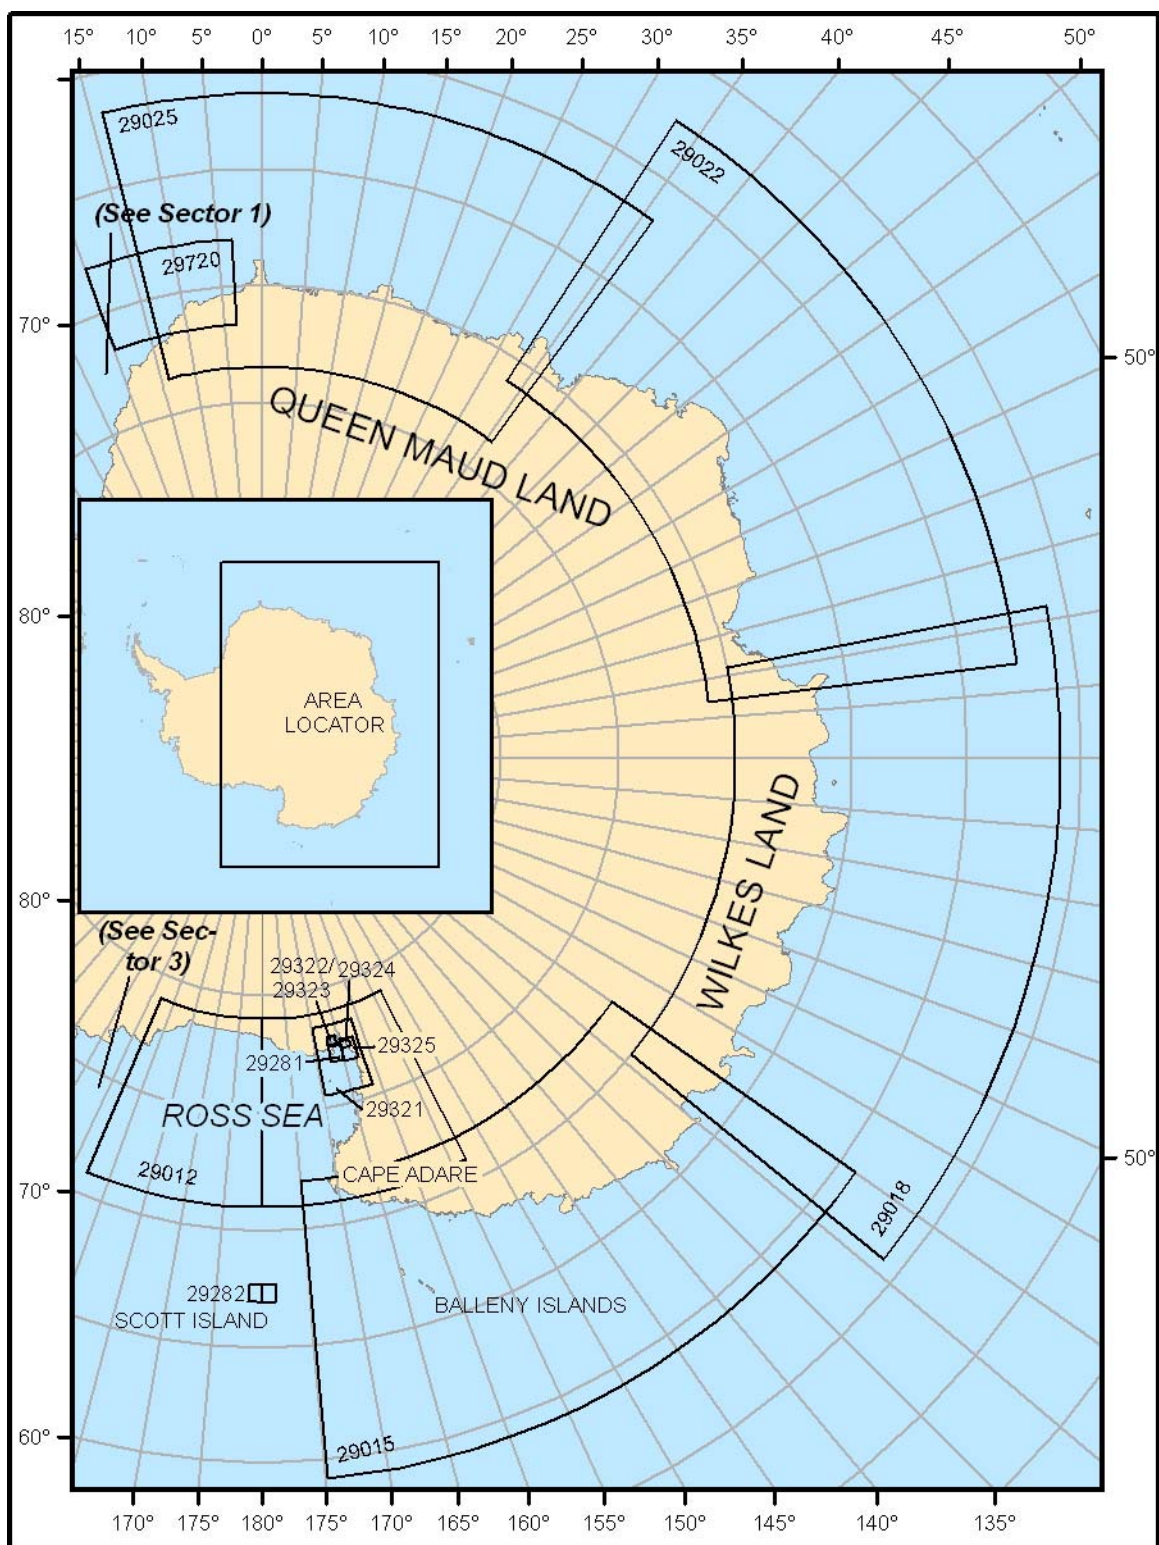 15° 10° 5° 0° 5° 10° 15° 20° 25° 30° 35° 40° 45° 50°
29025
29022
(See Sector 1)
29720
70°
50°
QUEEN MAUD LAND
80°
AREA
LOCATOR
WILKES LAND
80°
(See Sec-
tor 3)
29322/
29324
29323
29325
29281
29321
ROSS SEA
29012
CAPE ADARE
50°
70°
29018
29282
SCOTT ISLAND
BALLENY ISLANDS
60°
29015
170° 175° 180° 175° 170° 165° 160° 155° 150° 145° 140° 135°